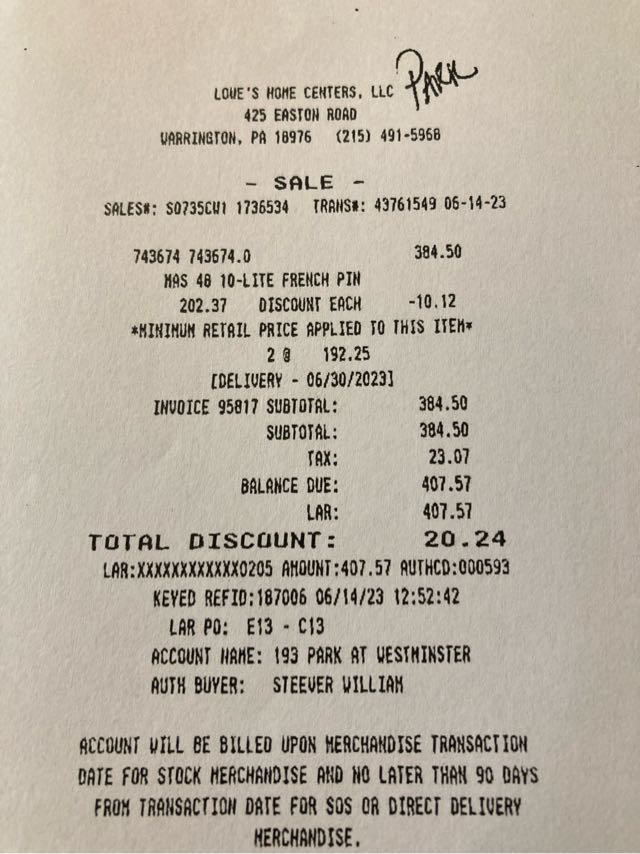 PARK
LOWE'S HOME CENTERS, LLC
425 EASTON ROAD
WARRINGTON, PA 18976 (215) 491-5968
- SALE -
SALES#: S0735CW1 1736534 TRANS#: 43761549 06-14-23
743674 743674.0 384.50
MAS 48 10-LITE FRENCH PIN
202.37 DISCOUNT EACH -10.12
*MINIMUM RETAIL PRICE APPLIED TO THIS ITEM*
2 @ 192.25
[DELIVERY - 06/30/2023]
INVOICE 95817 SUBTOTAL: 384.50
SUBTOTAL: 384.50
TAX: 23.07
BALANCE DUE: 407.57
LAR: 407.57
TOTAL DISCOUNT: 20.24
LAR:XXXXXXXXXXXX0205 AMOUNT:407.57 AUTHCD:000593
KEYED REFID:187006 06/14/23 12:52:42
LAR PO: E13 - C13
ACCOUNT NAME: 193 PARK AT WESTMINSTER
AUTH BUYER: STEEVER WILLIAM
ACCOUNT WILL BE BILLED UPON MERCHANDISE TRANSACTION
DATE FOR STOCK MERCHANDISE AND NO LATER THAN 90 DAYS
FROM TRANSACTION DATE FOR SOS OR DIRECT DELIVERY
MERCHANDISE.